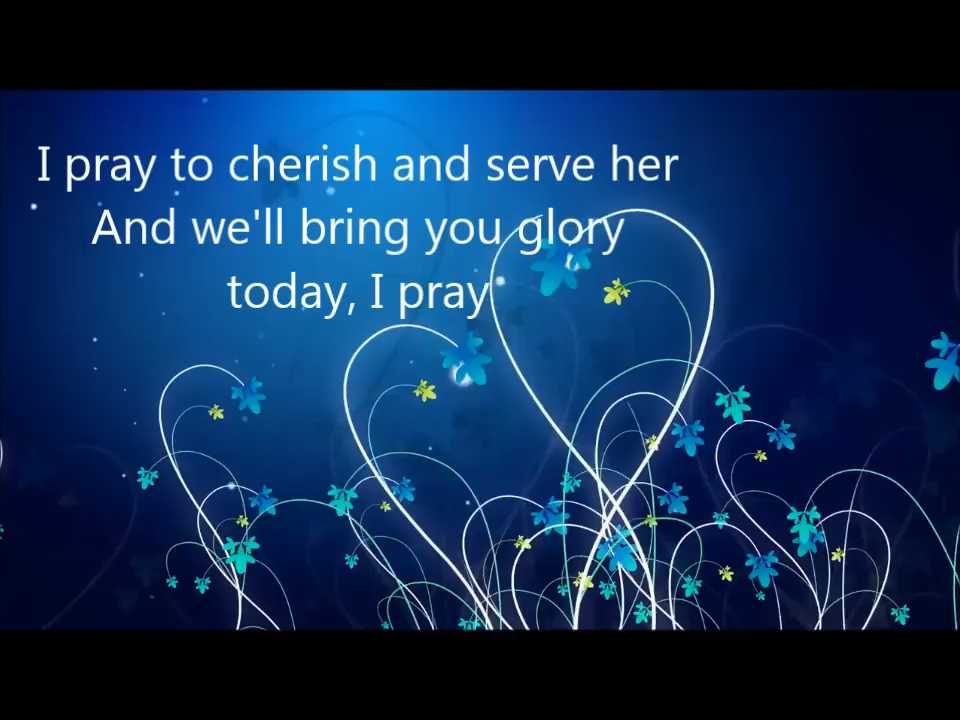 I pray to cherish and serve her
And we'll bring you glory
today, I pray